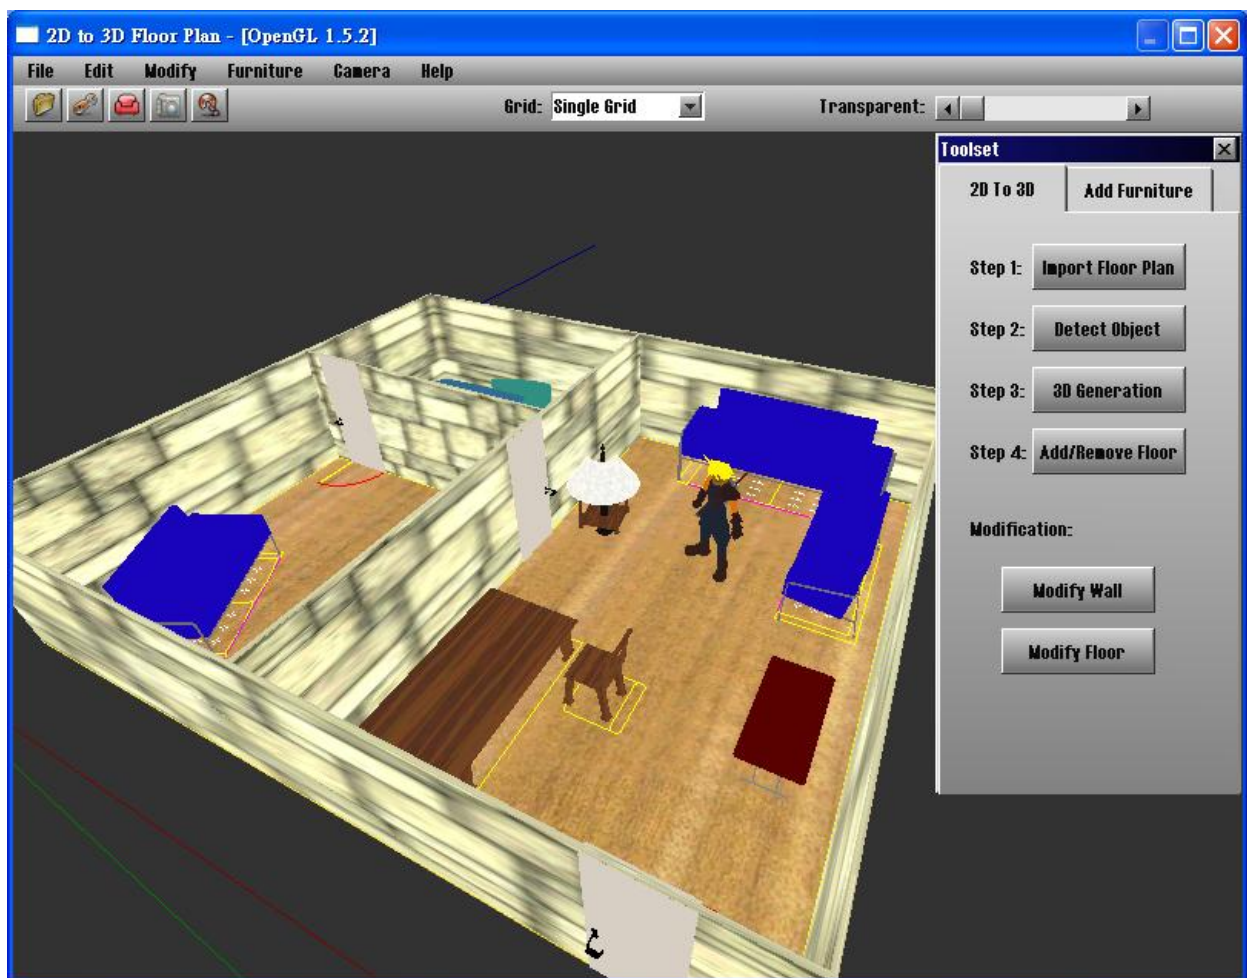 2D to 3D Floor Plan - [OpenGL 1.5.2]
File Edit Modify Furniture Camera Help
Grid: Single Grid Transparent:
Toolset
2D To 3D Add Furniture
Step 1: Import Floor Plan
Step 2: Detect Object
Step 3: 3D Generation
Step 4: Add/Remove Floor
Modification:
Modify Wall
Modify Floor